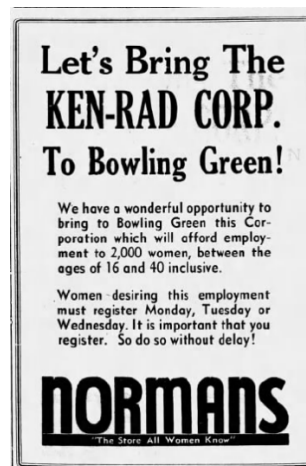 Let's Bring The
KEN-RAD CORP.
To Bowling Green!
We have a wonderful opportunity to
bring to Bowling Green this Cor-
poration which will afford employ-
ment to 2,000 women, between the
ages of 16 and 40 inclusive.
Women desiring this employment
must register Monday, Tuesday or
Wednesday. It is important that you
register. So do so without delay!
NORMANS
"The Store All Women Know"